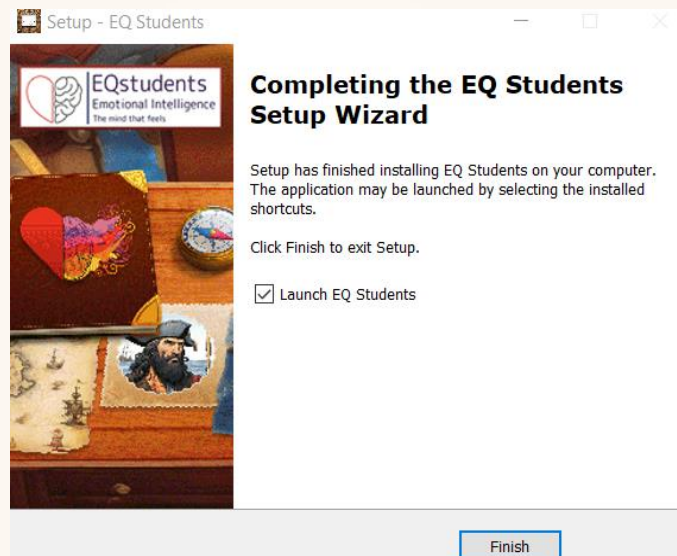 Setup - EQ Students
EQstudents
Emotional Intelligence
The mind that feels
Completing the EQ Students
Setup Wizard
Setup has finished installing EQ Students on your computer.
The application may be launched by selecting the installed
shortcuts.
Click Finish to exit Setup.
Launch EQ Students
Finish